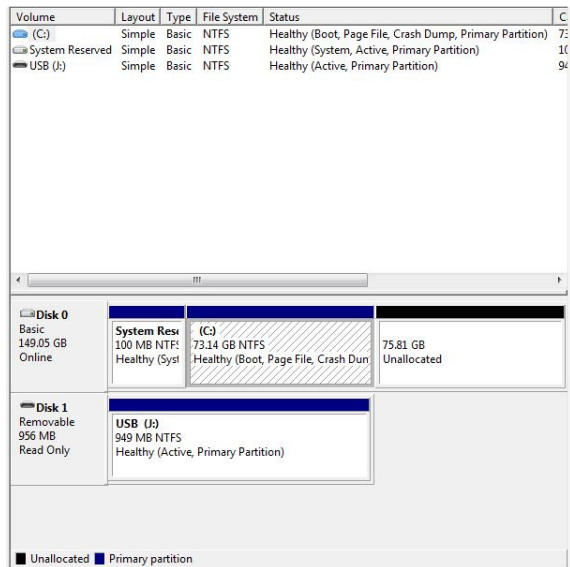 Volume Layout Type File System Status C
(C:) Simple Basic NTFS Healthy (Boot, Page File, Crash Dump, Primary Partition) 73
System Reserved Simple Basic NTFS Healthy (System, Active, Primary Partition) 10
USB (J:) Simple Basic NTFS Healthy (Active, Primary Partition) 94
Disk 0
Basic
149.05 GB
Online
System Rese
100 MB NTFS
Healthy (Syst
(C:)
73.14 GB NTFS
Healthy (Boot, Page File, Crash Dun
75.81 GB
Unallocated
Disk 1
Removable
956 MB
Read Only
USB (J:)
949 MB NTFS
Healthy (Active, Primary Partition)
Unallocated Primary partition